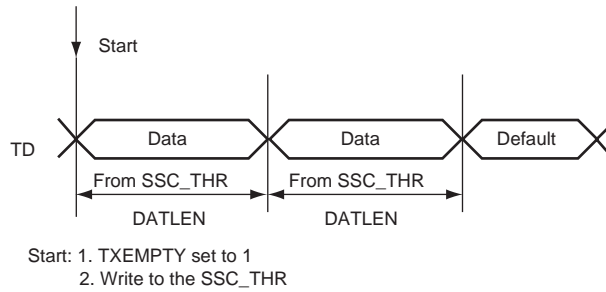 Start
TD
Data
Data
Default
From SSC_THR
From SSC_THR
DATLEN
DATLEN
Start: 1. TXEMPTY set to 1
2. Write to the SSC_THR